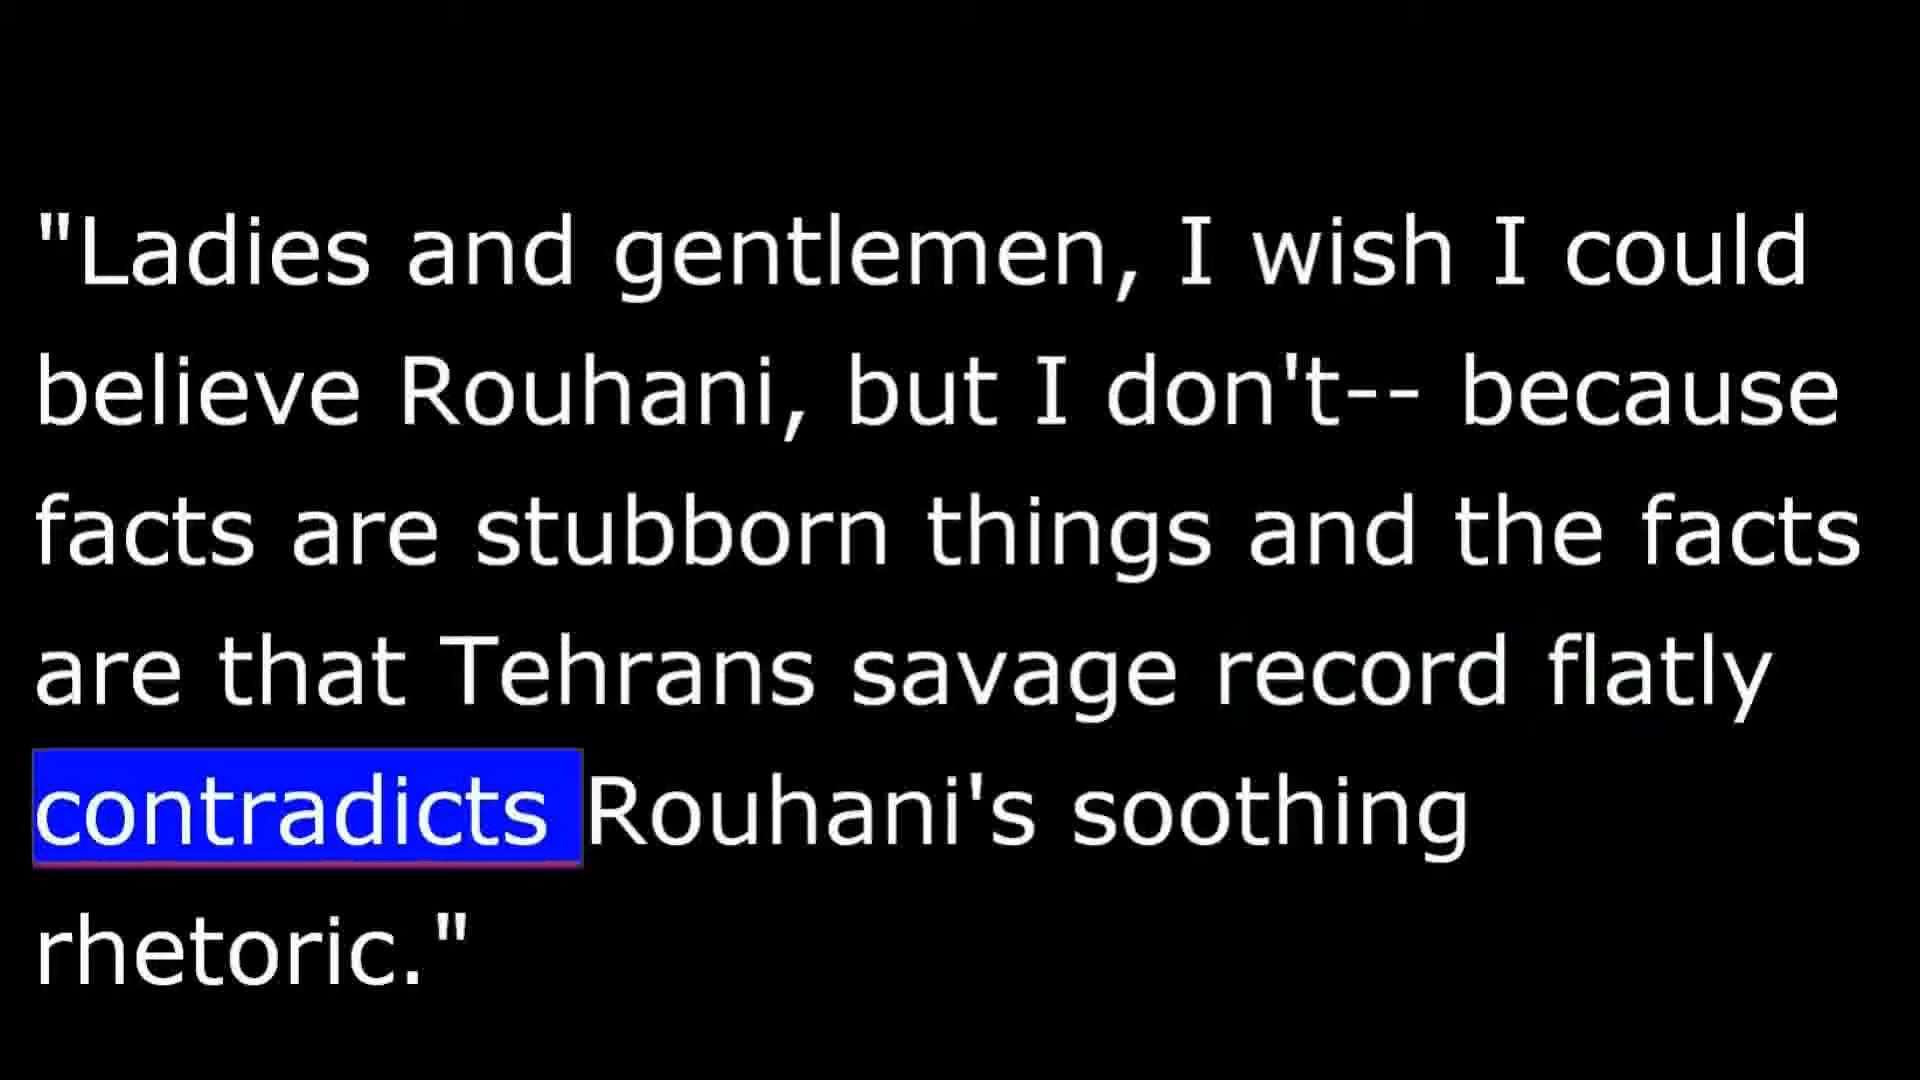 "Ladies and gentlemen, I wish I could
believe Rouhani, but I don't-- because
facts are stubborn things and the facts
are that Tehrans savage record flatly
contradicts Rouhani's soothing
rhetoric."